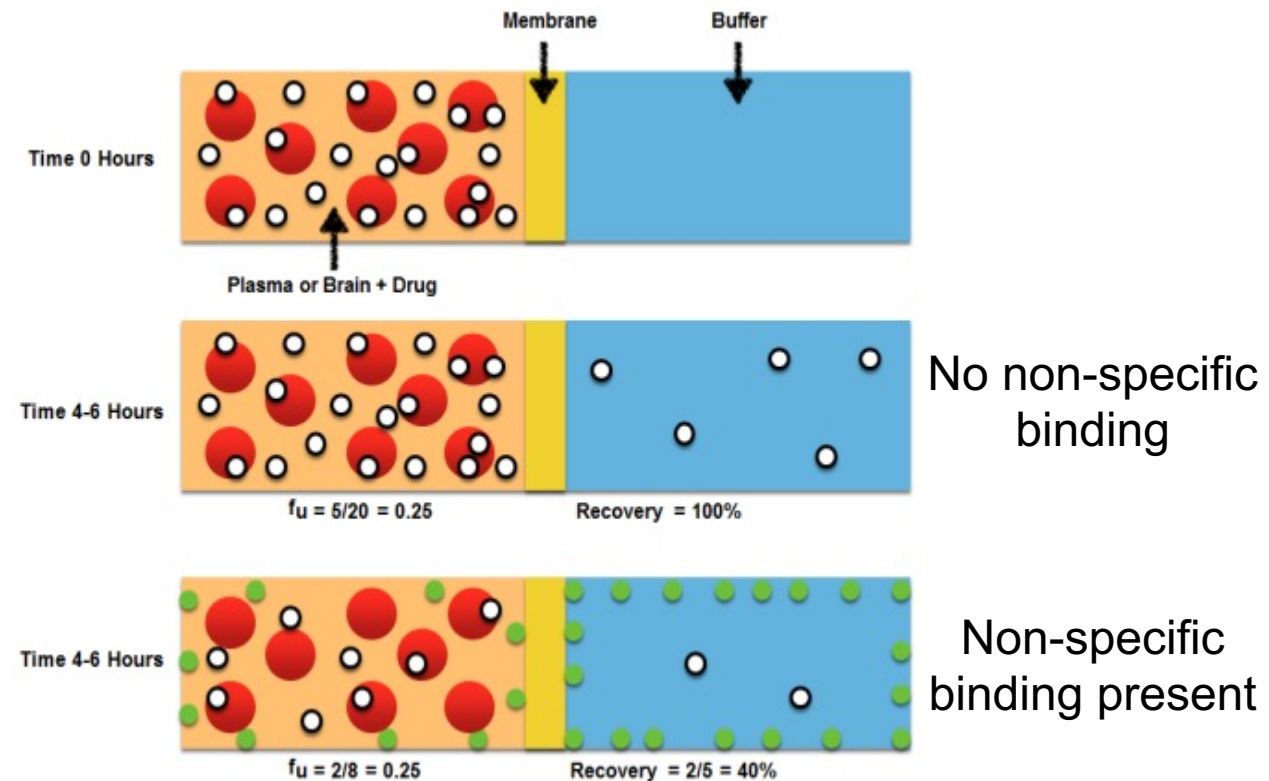 Membrane
Buffer
Time 0 Hours
Plasma or Brain + Drug
Time 4-6 Hours
No non-specific
binding
fu = 5/20 = 0.25
Recovery = 100%
Time 4-6 Hours
Non-specific
binding present
fu = 2/8 = 0.25
Recovery = 2/5 = 40%